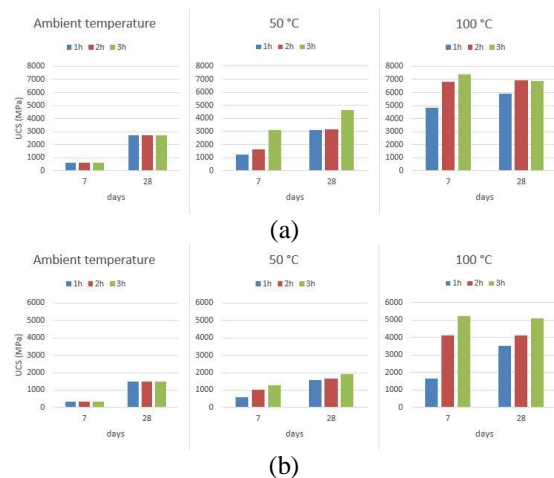 Ambient temperature 50 °C 100 °C
1h 2h 3h 1h 2h 3h 1h 2h 3h
UCS (MPa)
8000 8000 8000
7000 7000 7000
6000 6000 6000
5000 5000 5000
4000 4000 4000
3000 3000 3000
2000 2000 2000
1000 1000 1000
0 0 0
7 28 7 28 7 28
days days days
(a)
Ambient temperature 50 °C 100 °C
1h 2h 3h 1h 2h 3h 1h 2h 3h
UCS (MPa)
6000 6000 6000
5000 5000 5000
4000 4000 4000
3000 3000 3000
2000 2000 2000
1000 1000 1000
0 0 0
7 28 7 28 7 28
days days days
(b)